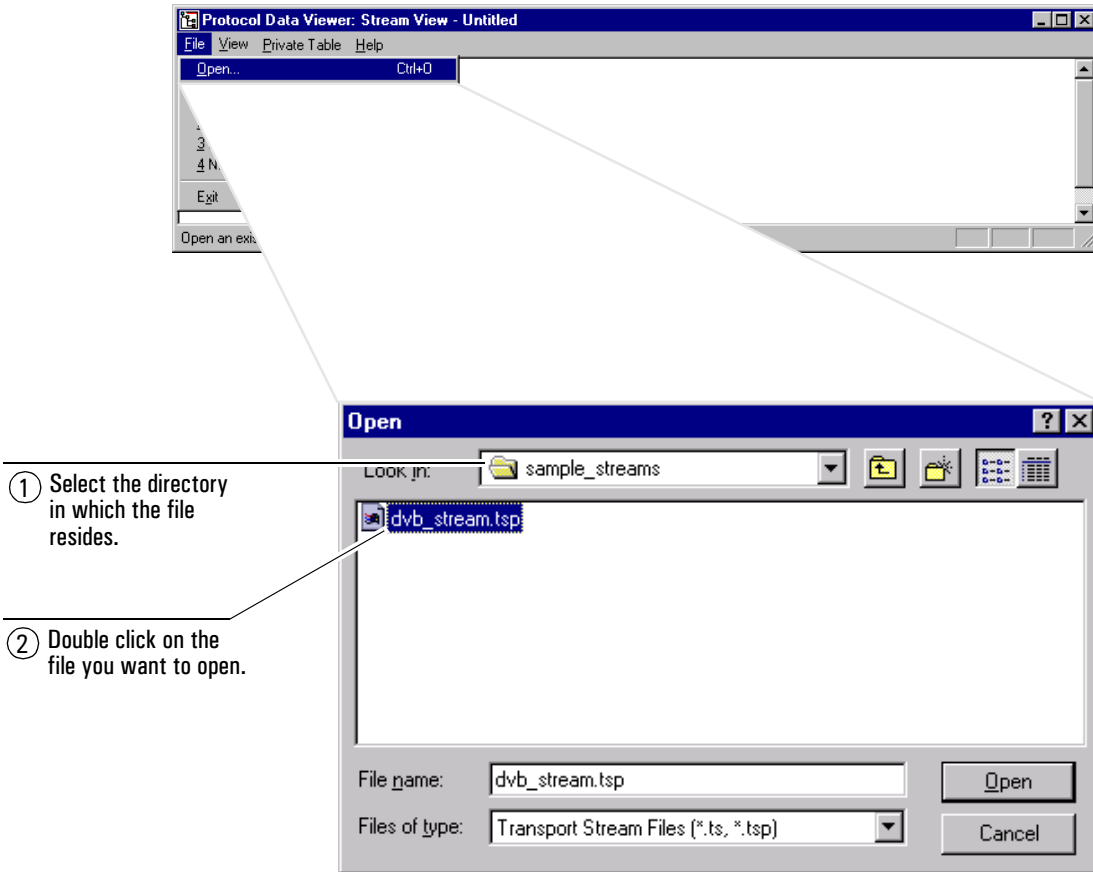 Protocol Data Viewer: Stream View - Untitled
File View Private Table Help
Open... Ctrl+O
3
4 N
Exit
Open an exis
Open
Look in: sample_streams
1 Select the directory
in which the file
resides.
dvb_stream.tsp
2 Double click on the
file you want to open.
File name: dvb_stream.tsp Open
Files of type: Transport Stream Files (*.ts, *.tsp) Cancel